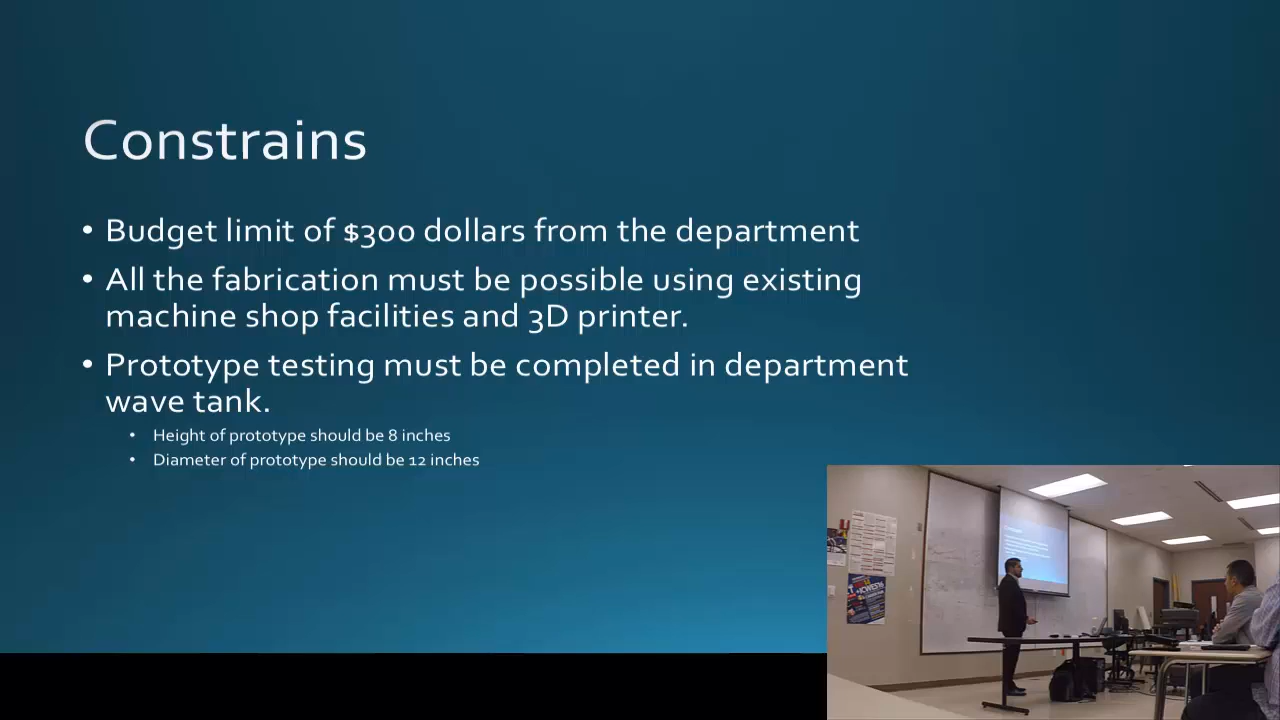 Constrains
• Budget limit of $300 dollars from the department
• All the fabrication must be possible using existing
machine shop facilities and 3D printer.
• Prototype testing must be completed in department
wave tank.
• Height of prototype should be 8 inches
• Diameter of prototype should be 12 inches